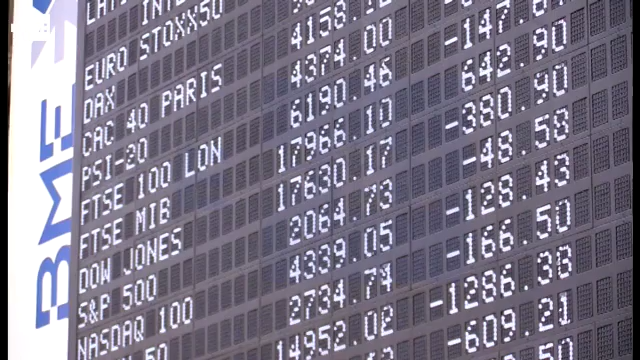 BME
EURO STOXX50
DAX
CAC 40 PARIS
PSI-20
FTSE 100 LON
FTSE MIB
DOW JONES
S&P 500
NASDAQ 100
50
4374.00
6190.46
17966.10
17630.17
2064.73
4339.05
2734.74
14952.02
642.90
-380.90
-48.58
-128.43
-166.50
-1286.38
-609.21
.50